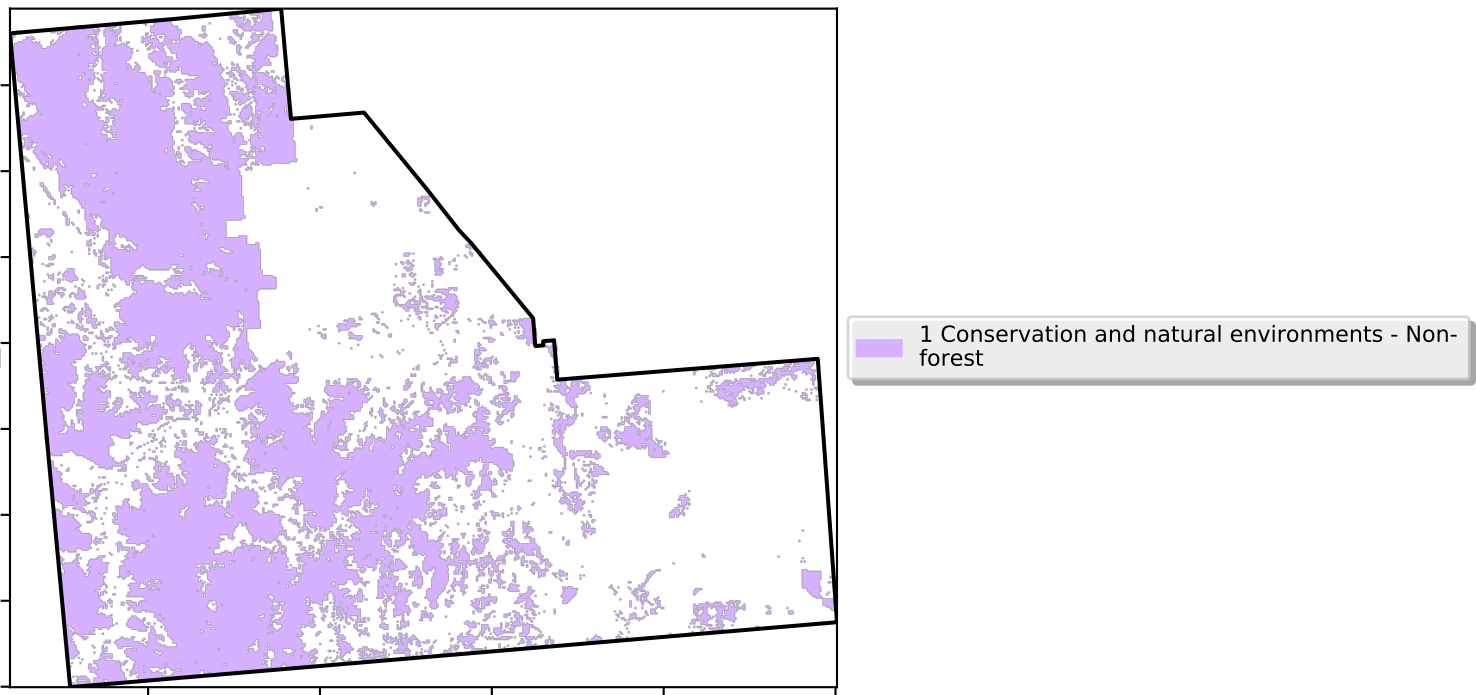 1 Conservation and natural environments - Non-
forest